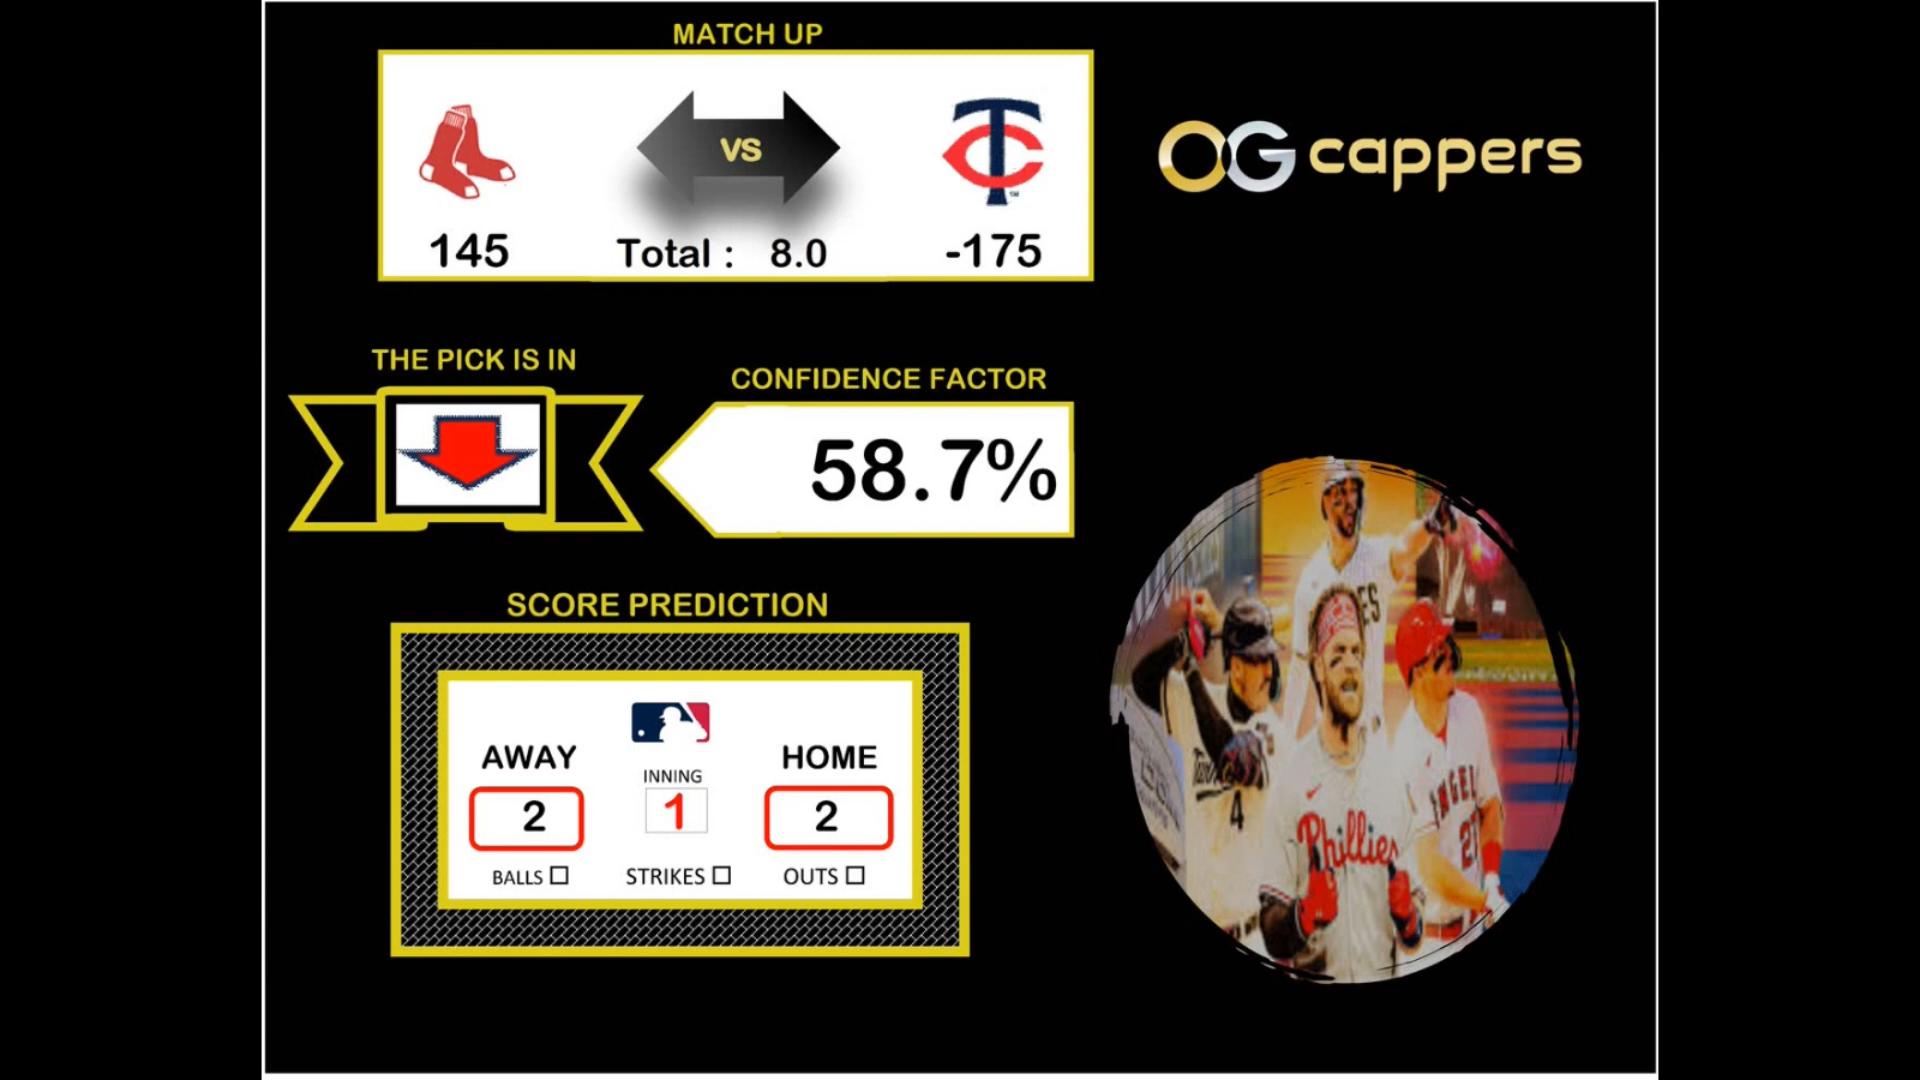 MATCH UP
VS
145 Total : 8.0 -175
OG cappers
THE PICK IS IN
CONFIDENCE FACTOR
58.7%
SCORE PREDICTION
AWAY HOME
INNING
2 1 2
BALLS STRIKES OUTS
Phillies
4